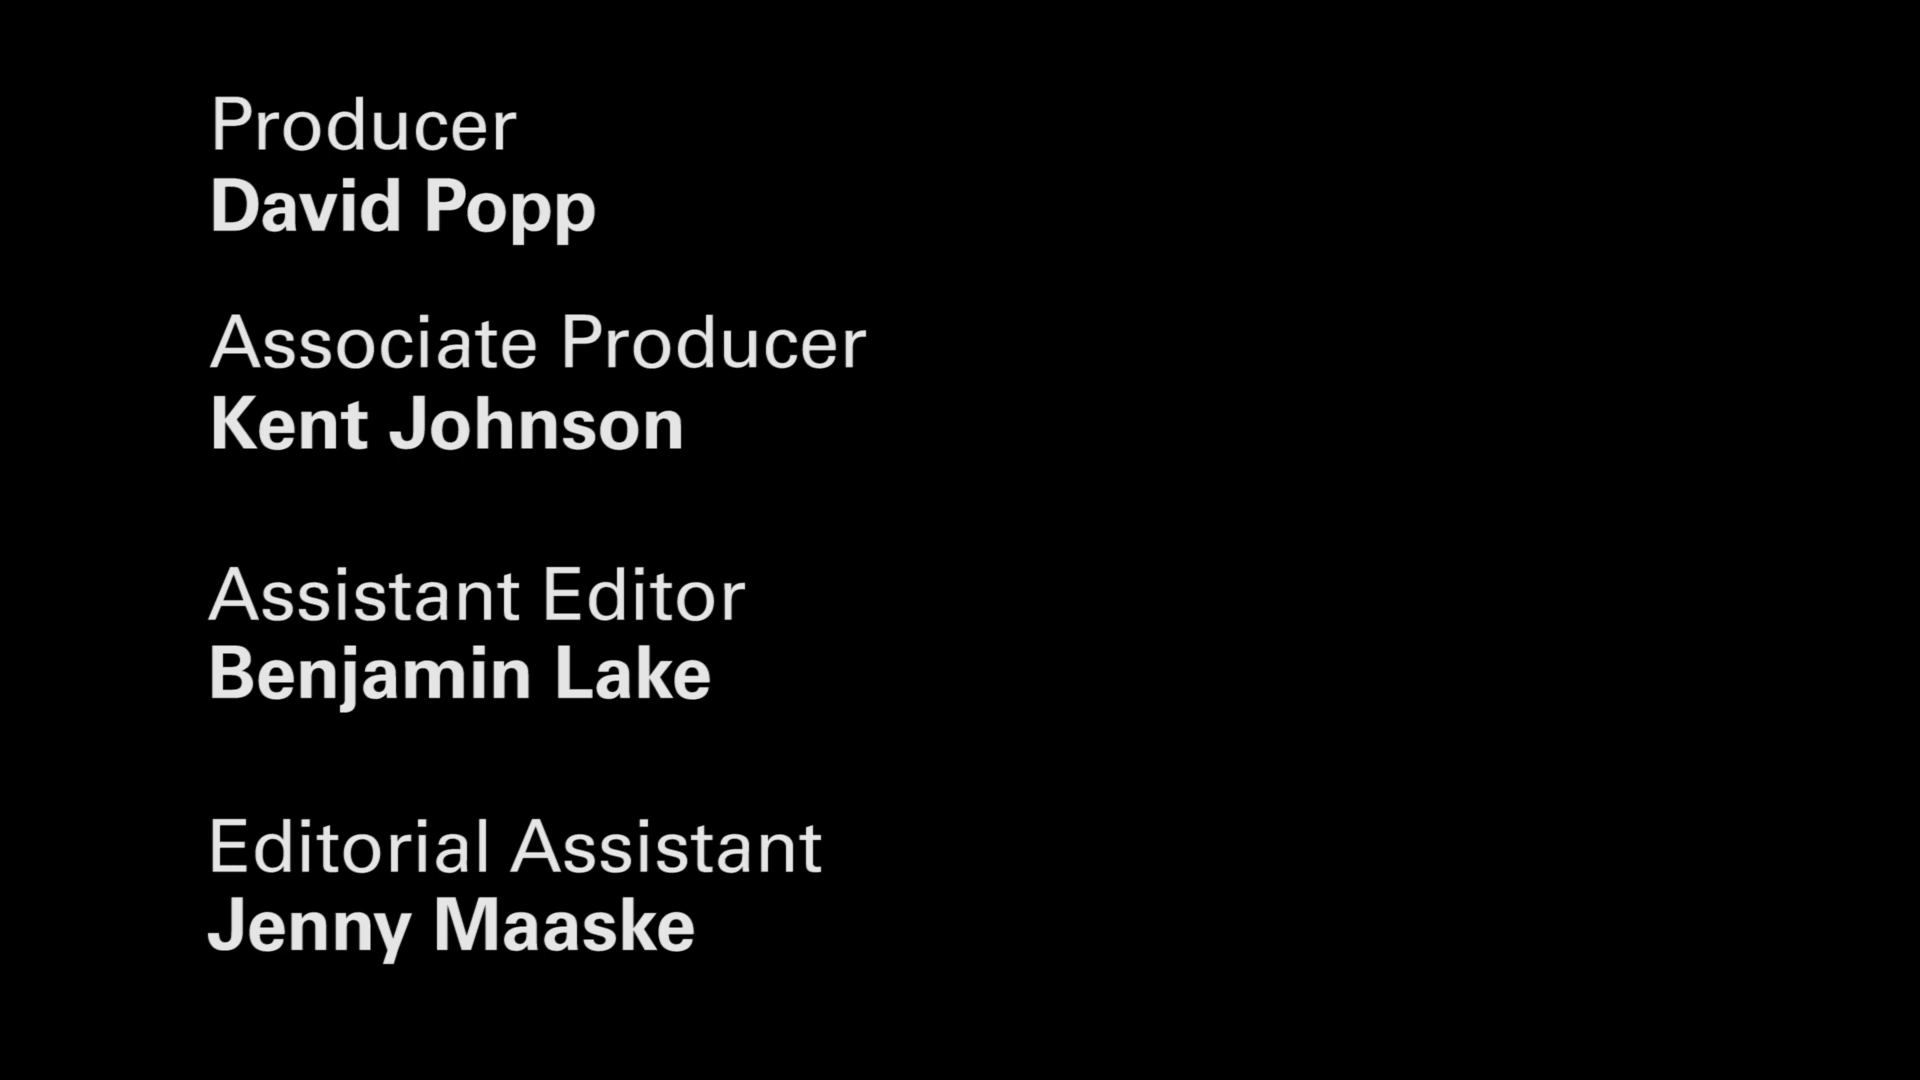 Producer
David Popp
Associate Producer
Kent Johnson
Assistant Editor
Benjamin Lake
Editorial Assistant
Jenny Maaske